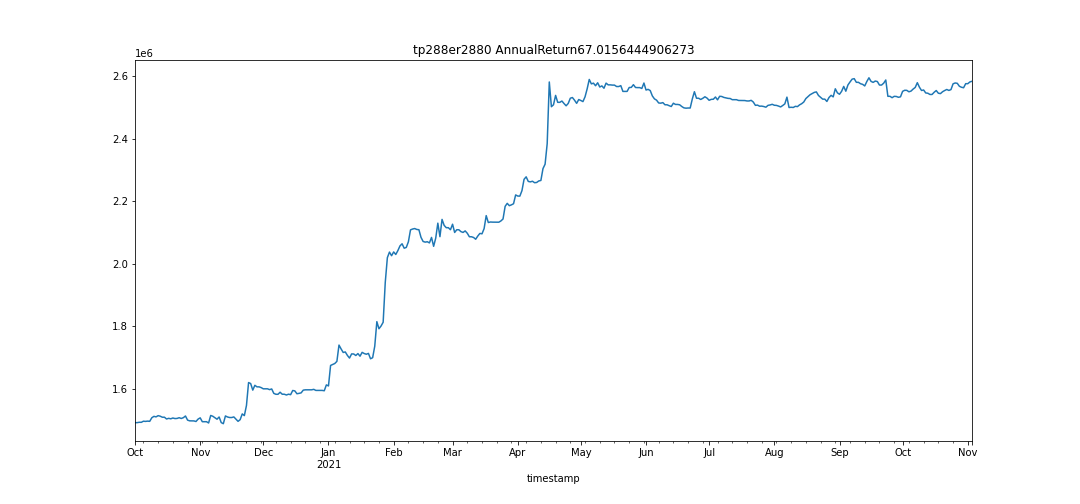 tp288er2880 AnnualReturn67.0156444906273
1e6
2.6
2.4
2.2
2.0
1.8
1.6
Oct Nov Dec Jan Feb Mar Apr May Jun Jul Aug Sep Oct Nov
2021
timestamp